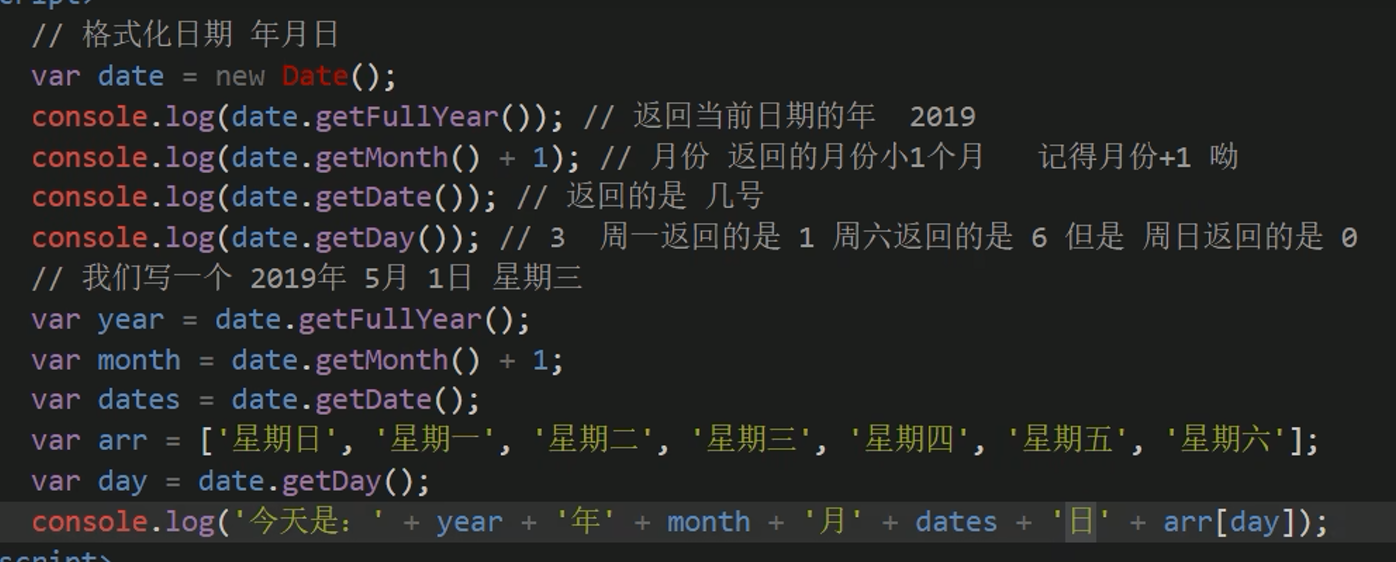 cript>
// 格式化日期 年月日
var date = new Date();
console.log(date.getFullYear()); // 返回当前日期的年  2019
console.log(date.getMonth() + 1); // 月份 返回的月份小1个月   记得月份+1 呦
console.log(date.getDate()); // 返回的是 几号
console.log(date.getDay()); // 3  周一返回的是 1 周六返回的是 6 但是 周日返回的是 0
// 我们写一个 2019年 5月 1日 星期三
var year = date.getFullYear();
var month = date.getMonth() + 1;
var dates = date.getDate();
var arr = ['星期日', '星期一', '星期二', '星期三', '星期四', '星期五', '星期六'];
var day = date.getDay();
console.log('今天是：' + year + '年' + month + '月' + dates + '日' + arr[day]);
script>